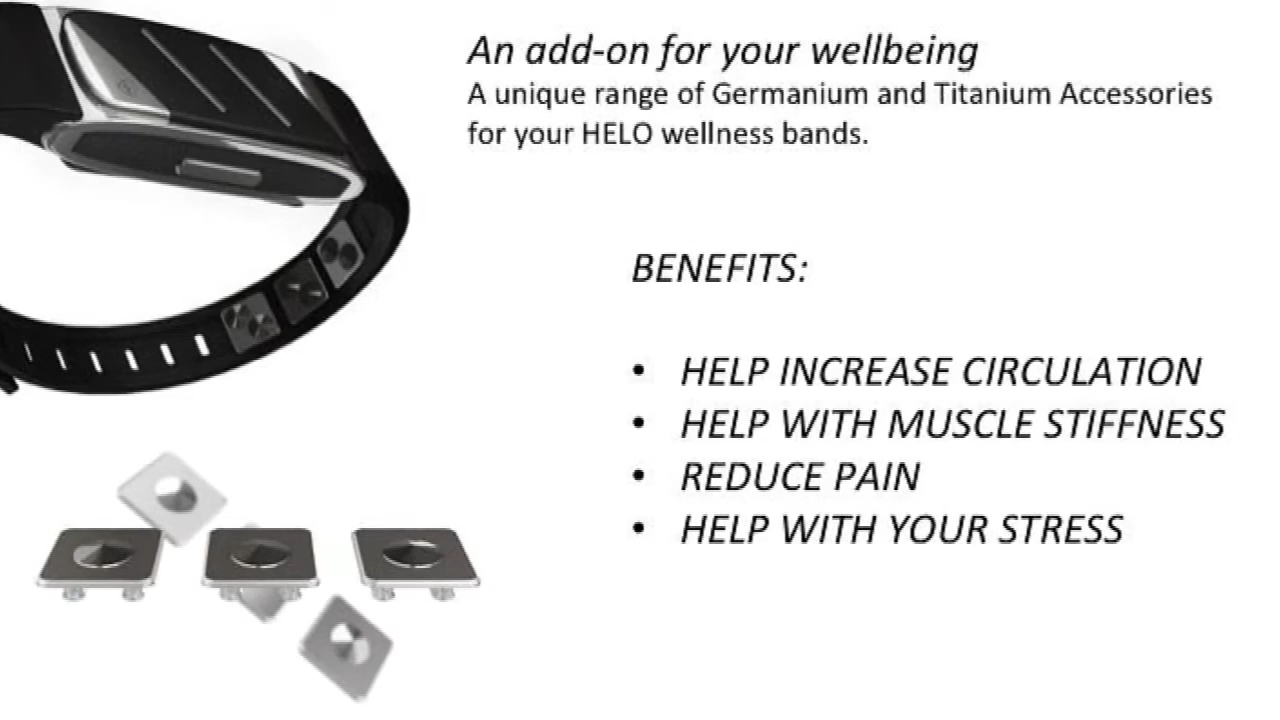 An add-on for your wellbeing
A unique range of Germanium and Titanium Accessories
for your HELO wellness bands.
BENEFITS:
• HELP INCREASE CIRCULATION
• HELP WITH MUSCLE STIFFNESS
• REDUCE PAIN
• HELP WITH YOUR STRESS